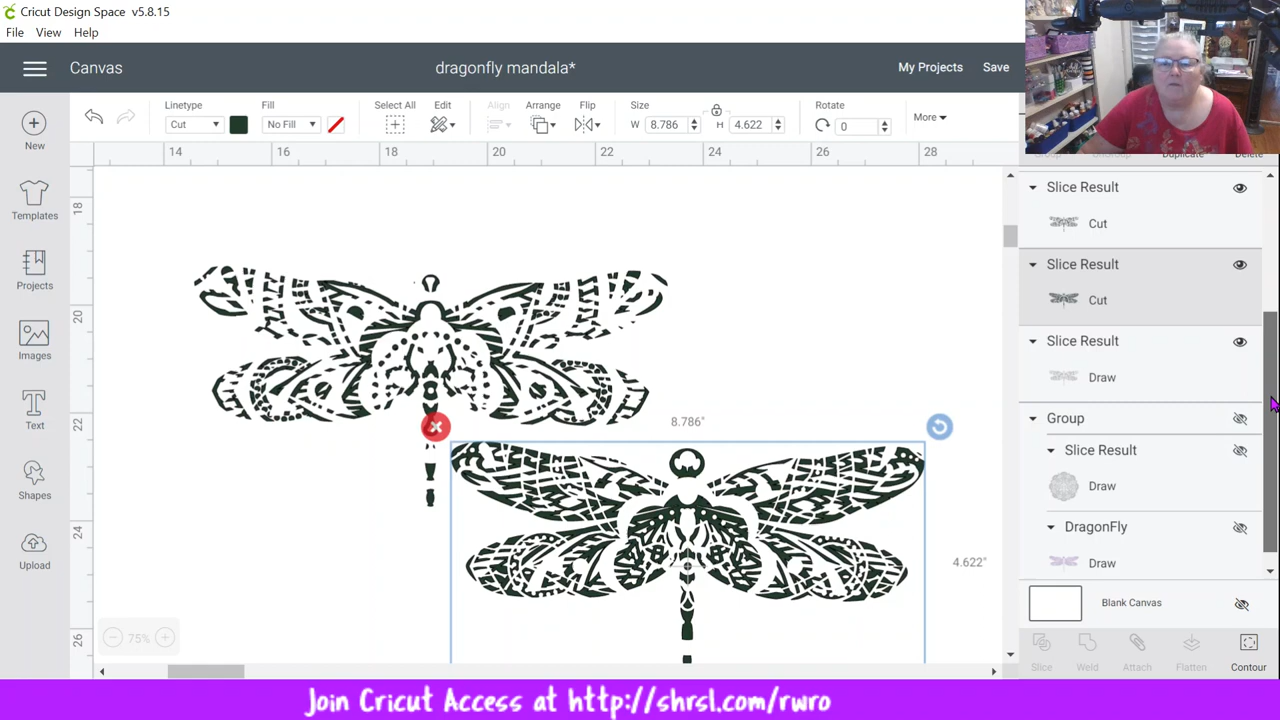 Cricut Design Space v5.8.15
File View Help
Canvas
dragonfly mandala*
My Projects Save
Linetype Fill Select All Edit Align Arrange Flip Size Rotate
Cut No Fill W 8.786 H 4.622 0 More
New
Templates
Projects
Images
Text
Shapes
Upload
14 16 18 20 22 24 26 28
18
20
22
24
26
8.786"
4.622"
75%
Duplicate Delete
Slice Result
Cut
Slice Result
Cut
Slice Result
Draw
Group
Slice Result
Draw
DragonFly
Draw
Blank Canvas
Slice Weld Attach Flatten Contour
Join Cricut Access at http://shrsl.com/rwro